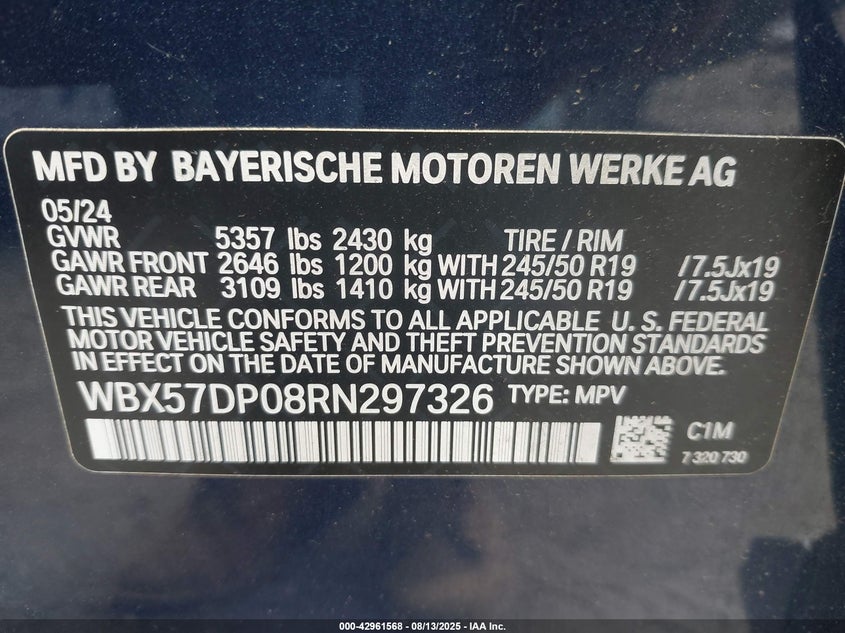 MFD BY BAYERISCHE MOTOREN WERKE AG
05/24
GVWR 5357 lbs 2430 kg TIRE / RIM
GAWR FRONT 2646 lbs 1200 kg WITH 245/50 R19 /7.5Jx19
GAWR REAR 3109 lbs 1410 kg WITH 245/50 R19 /7.5Jx19
THIS VEHICLE CONFORMS TO ALL APPLICABLE U. S. FEDERAL
MOTOR VEHICLE SAFETY AND THEFT PREVENTION STANDARDS
IN EFFECT ON THE DATE OF MANUFACTURE SHOWN ABOVE.
WBX57DP08RN297326 TYPE: MPV
C1M
7 320 730
000-42961568 - 08/13/2025 - IAA Inc.